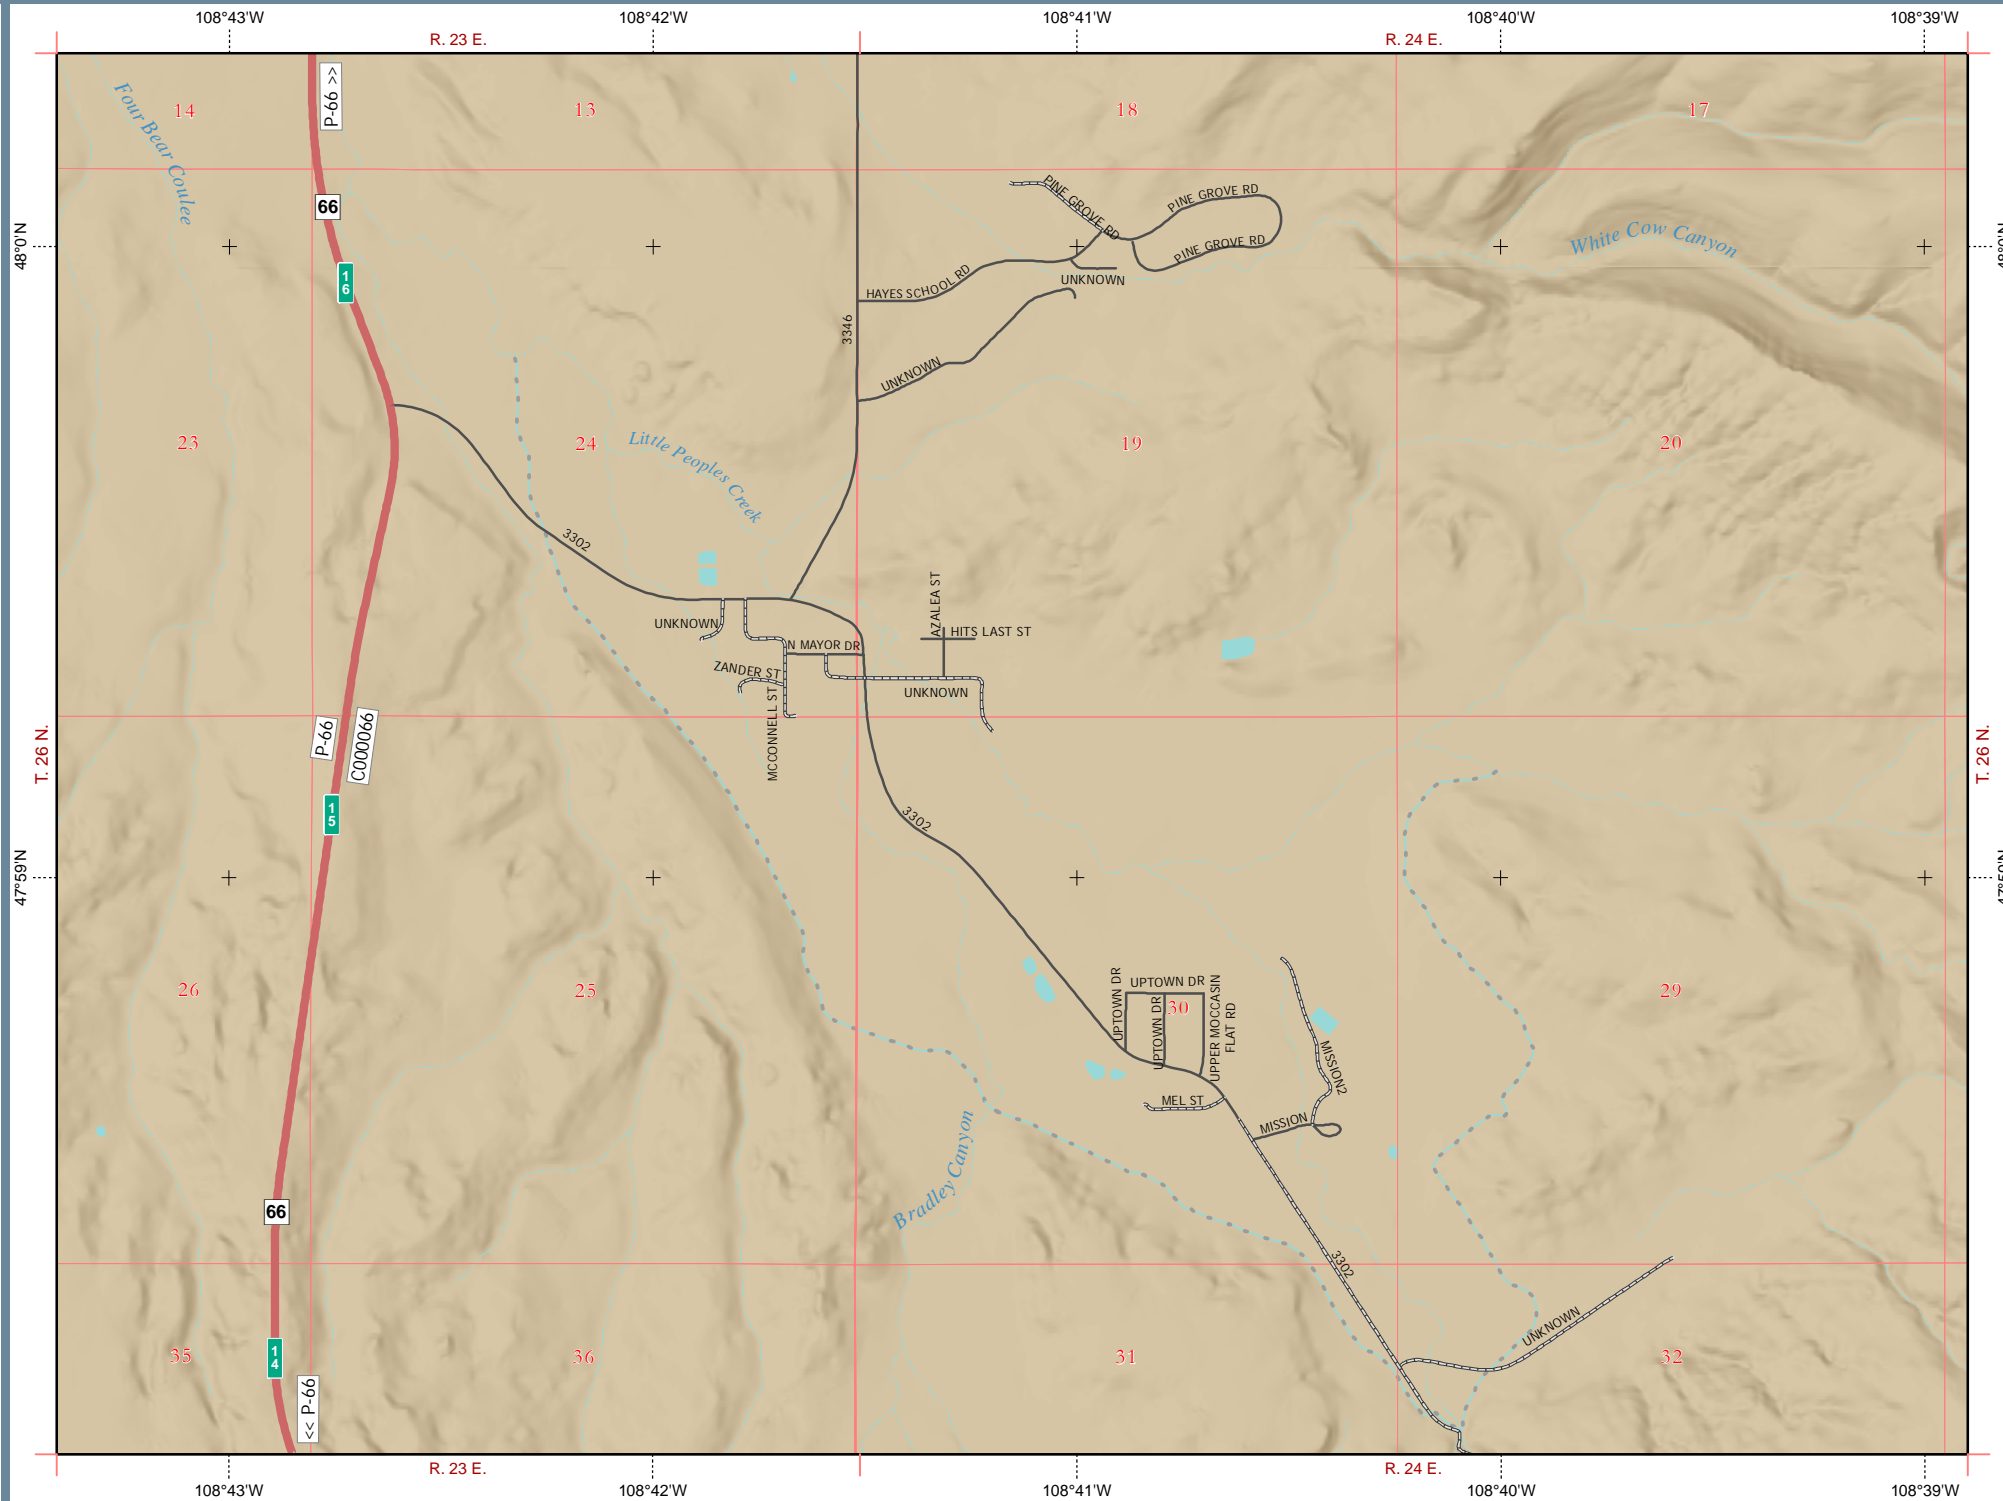 108°43'W
108°42'W
108°41'W
108°40'W
108°39'W
R. 23 E.
R. 24 E.
P-66 >>
14
13
18
17
Four Bear Coulee
66
PINE GROVE RD
PINE GROVE RD
PINE GROVE RD
White Cow Canyon
48°0'N
16
HAYES SCHOOL RD
UNKNOWN
3346
UNKNOWN
23
24
19
20
Little Peoples Creek
3302
AZALEA ST
UNKNOWN
HITS LAST ST
N MAYOR DR
ZANDER ST
UNKNOWN
MCCONNELL ST
P-66
C000066
T. 26 N.
T. 26 N.
15
3302
47°59'N
26
25
30
29
UPTOWN DR
UPTOWN DR
UPTOWN DR
UPPER MOCCASIN
FLAT RD
MISSION2
MEL ST
MISSION
Bradley Canyon
66
3302
UNKNOWN
35
36
31
32
14
<< P-66
R. 23 E.
R. 24 E.
108°43'W
108°42'W
108°41'W
108°40'W
108°39'W